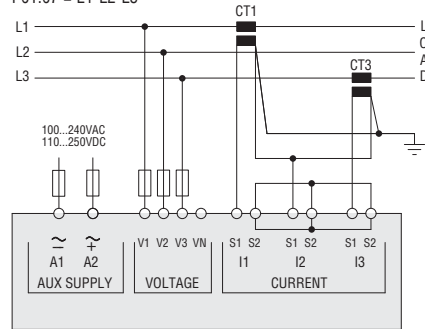 CT1
L1
L2
L3
CT3
L
O
A
D
100...240VAC
110...250VDC
V1 V2 V3 VN S1 S2 S1 S2 S1 S2
A1 A2 I1 I2 I3
AUX SUPPLY VOLTAGE CURRENT